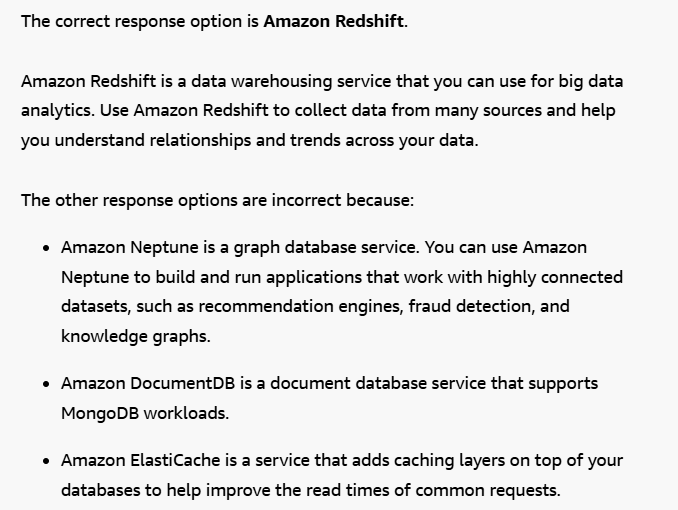 The correct response option is Amazon Redshift.
Amazon Redshift is a data warehousing service that you can use for big data
analytics. Use Amazon Redshift to collect data from many sources and help
you understand relationships and trends across your data.
The other response options are incorrect because:
• Amazon Neptune is a graph database service. You can use Amazon
Neptune to build and run applications that work with highly connected
datasets, such as recommendation engines, fraud detection, and
knowledge graphs.
• Amazon DocumentDB is a document database service that supports
MongoDB workloads.
• Amazon ElastiCache is a service that adds caching layers on top of your
databases to help improve the read times of common requests.